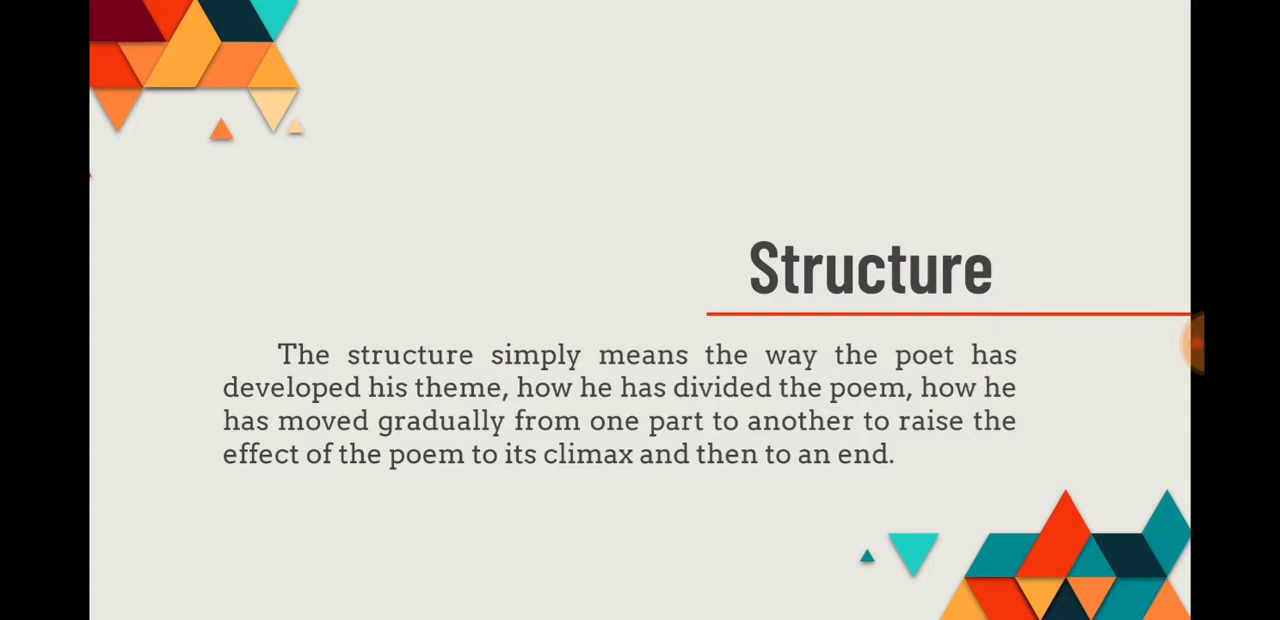 Structure
The structure simply means the way the poet has
developed his theme, how he has divided the poem, how he
has moved gradually from one part to another to raise the
effect of the poem to its climax and then to an end.